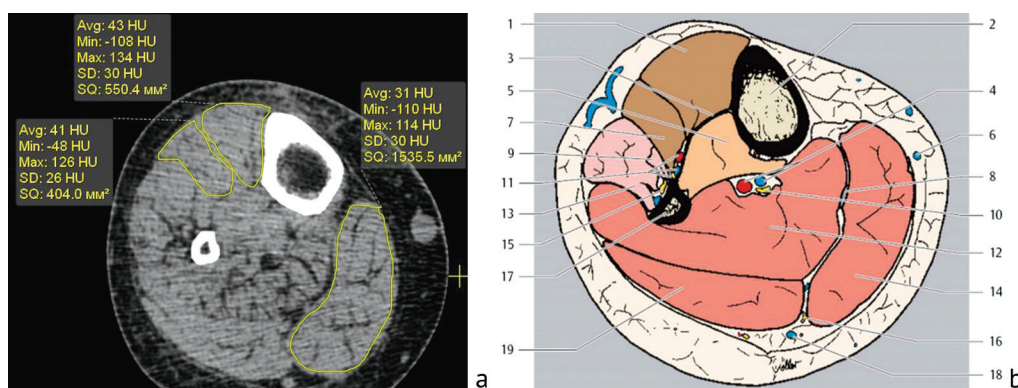 Avg: 43 HU
Min: -108 HU
Max: 134 HU
SD: 30 HU
SQ: 550.4 мм²
Avg: 41 HU
Min: -48 HU
Max: 126 HU
SD: 26 HU
SQ: 404.0 мм²
Avg: 31 HU
Min: -110 HU
Max: 114 HU
SD: 30 HU
SQ: 1535.5 мм²
a
1
3
5
7
9
11
13
15
17
19
2
4
6
8
10
12
14
16
18
b